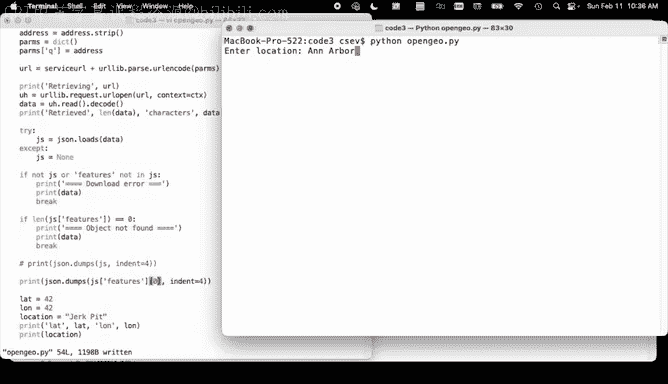 Terminal Shell Edit View Window Help
Sun Feb 11 10:36 AM
code3 — vi opengeo.py
address = address.strip()
parms = dict()
parms['q'] = address
url = serviceurl + urllib.parse.urlencode(parms)
print('Retrieving', url)
uh = urllib.request.urlopen(url, context=ctx)
data = uh.read().decode()
print('Retrieved', len(data), 'characters', data
try:
js = json.loads(data)
except:
js = None
if not js or 'features' not in js:
print('==== Download error ===')
print(data)
break
if len(js['features']) == 0:
print('==== Object not found ====')
print(data)
break
# print(json.dumps(js, indent=4))
print(json.dumps(js['features'][0], indent=4))
lat = 42
lon = 42
location = "Jerk Pit"
print('lat', lat, 'lon', lon)
print(location)
"opengeo.py" 54L, 1198B written
code3 — Python opengeo.py — 83×30
MacBook-Pro-522:code3 csev$ python opengeo.py
Enter location: Ann Arbor